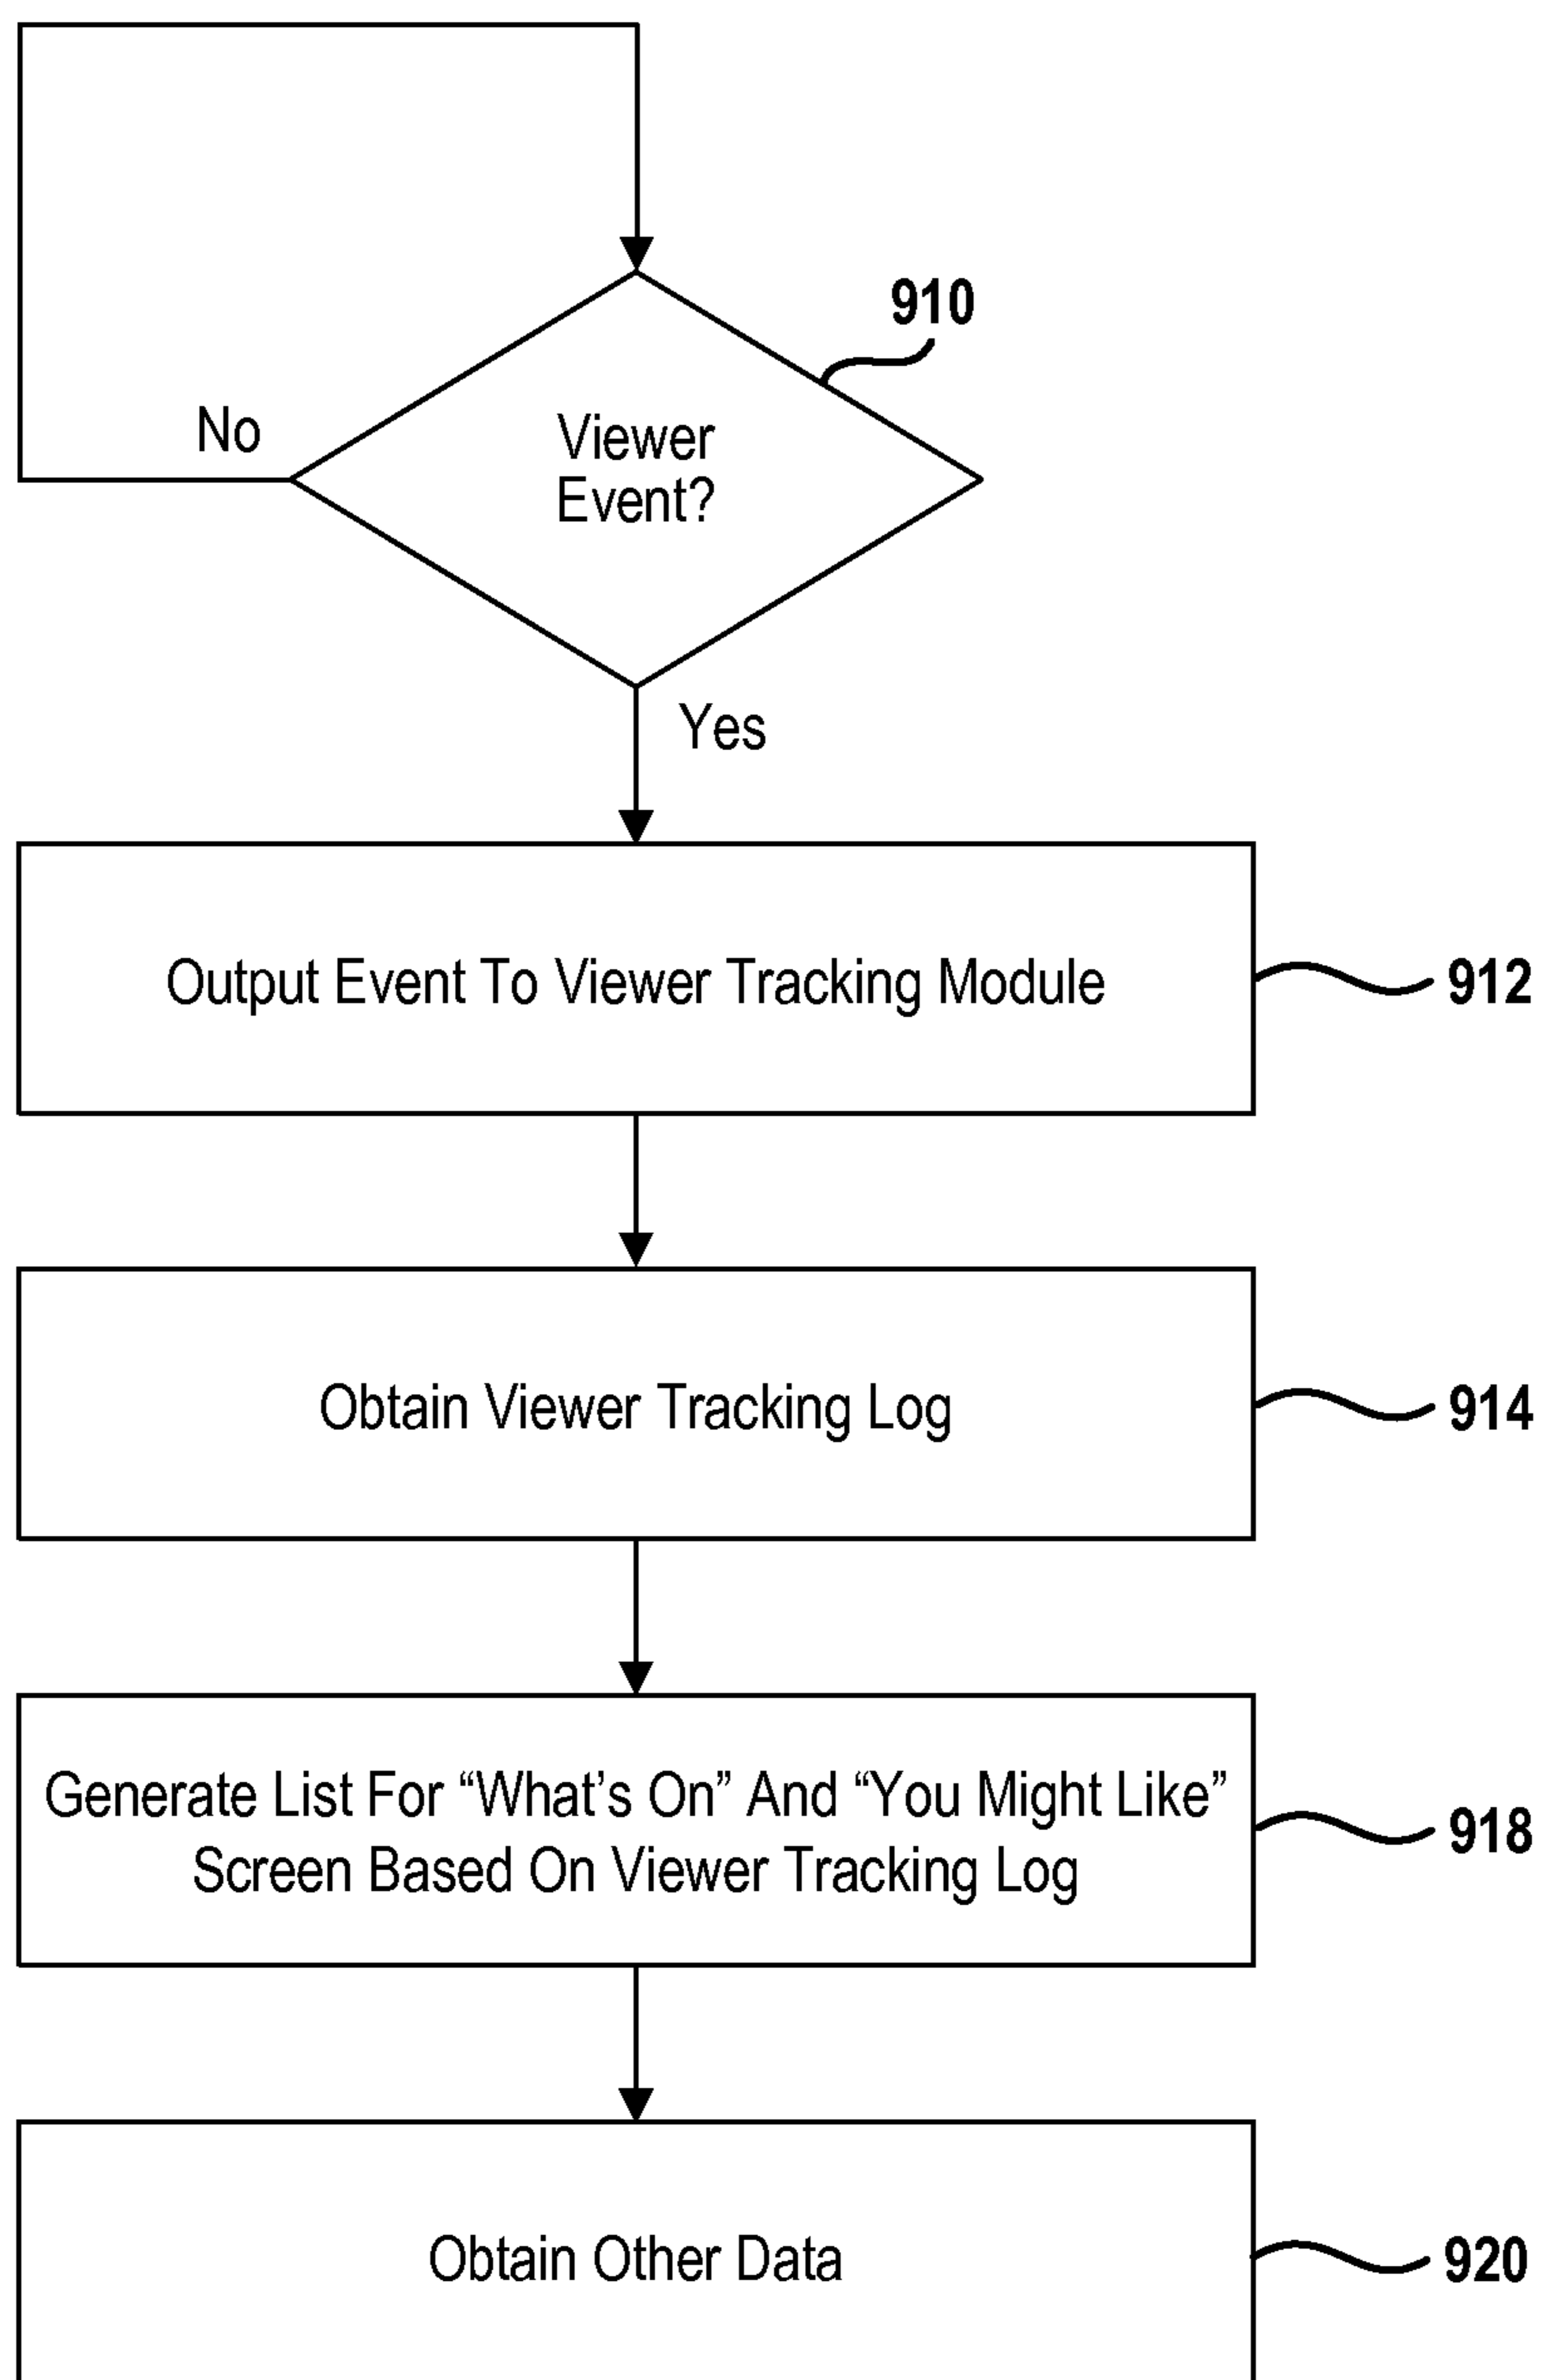 910
No
Viewer
Event?
Yes
Output Event To Viewer Tracking Module
912
Obtain Viewer Tracking Log
914
Generate List For “What’s On” And “You Might Like”
Screen Based On Viewer Tracking Log
918
Obtain Other Data
920